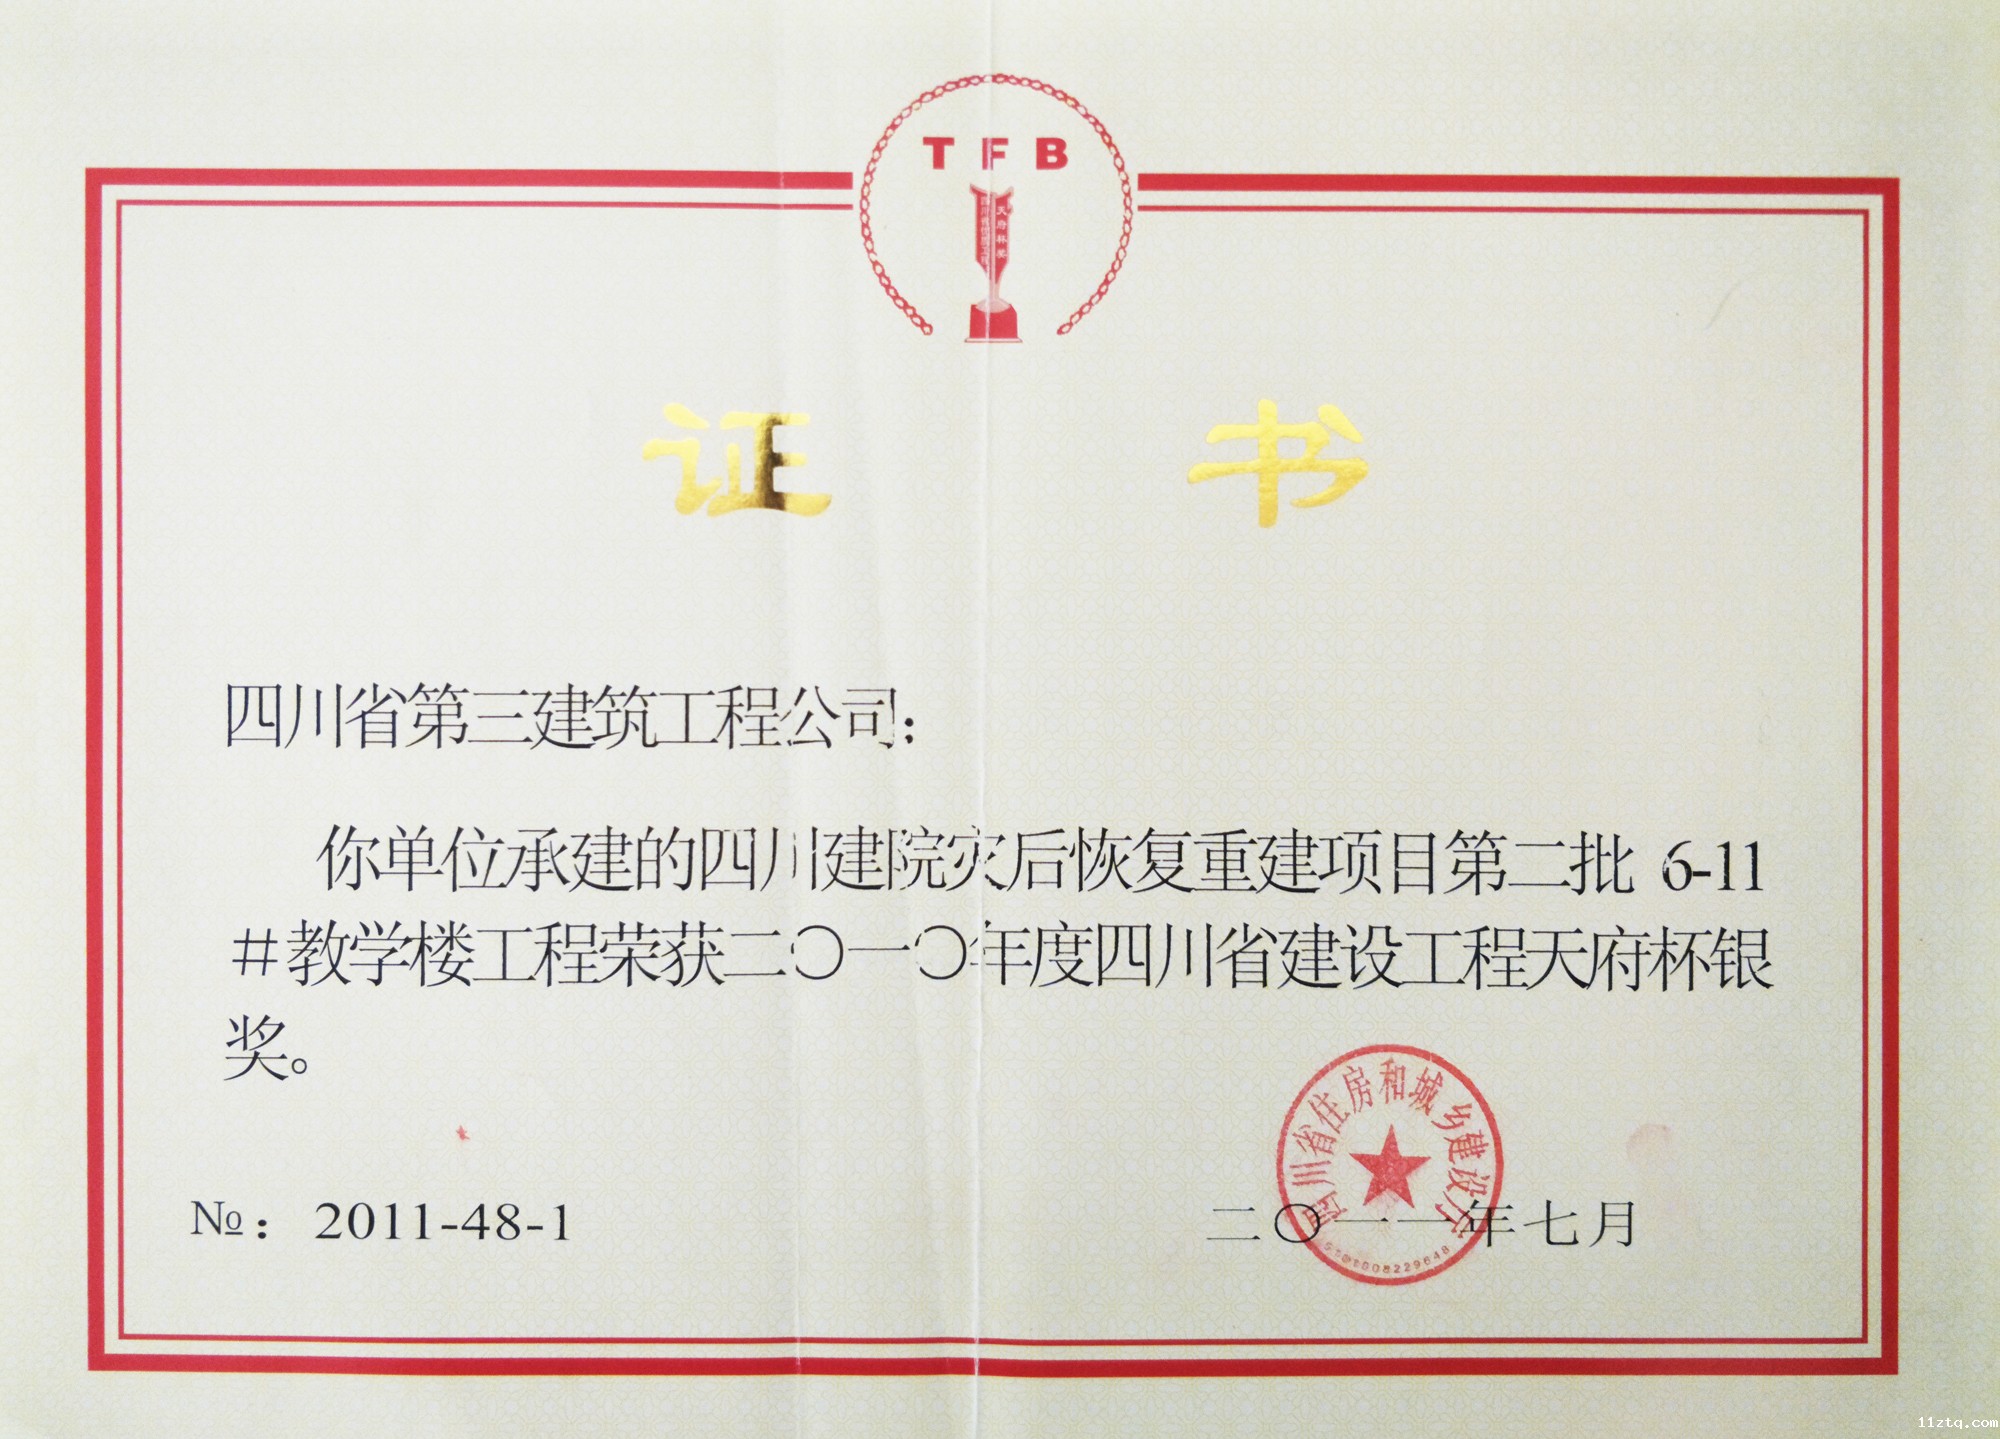 TFB
天府杯奖
证 书
四川省第三建筑工程公司：
你单位承建的四川建院灾后恢复重建项目第二批 6-11
＃教学楼工程荣获二〇一〇年度四川省建设工程天府杯银
奖。
四川省住房和城乡建设厅
№：2011-48-1
二〇一一年七月
11ztq.com